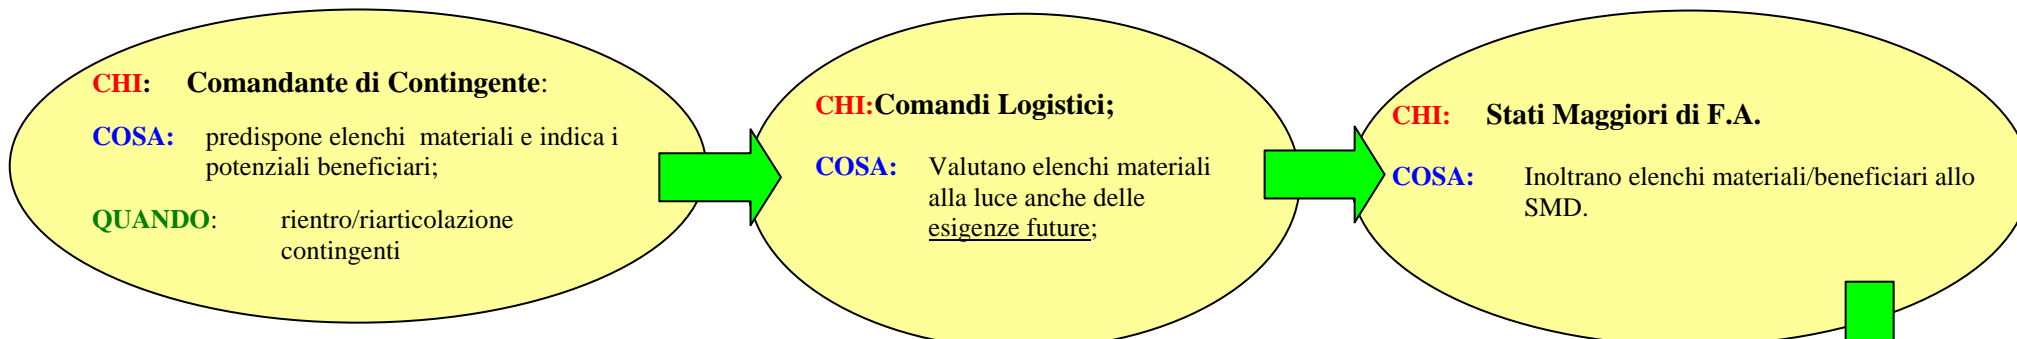 CHI: Comandante di Contingente:
COSA: predispone elenchi materiali e indica i
potenziali beneficiari;
QUANDO: rientro/riarticolazione
contingenti
CHI:Comandi Logistici;
COSA: Valutano elenchi materiali
alla luce anche delle
esigenze future;
CHI: Stati Maggiori di F.A.
COSA: Inoltrano elenchi materiali/beneficiari allo
SMD.